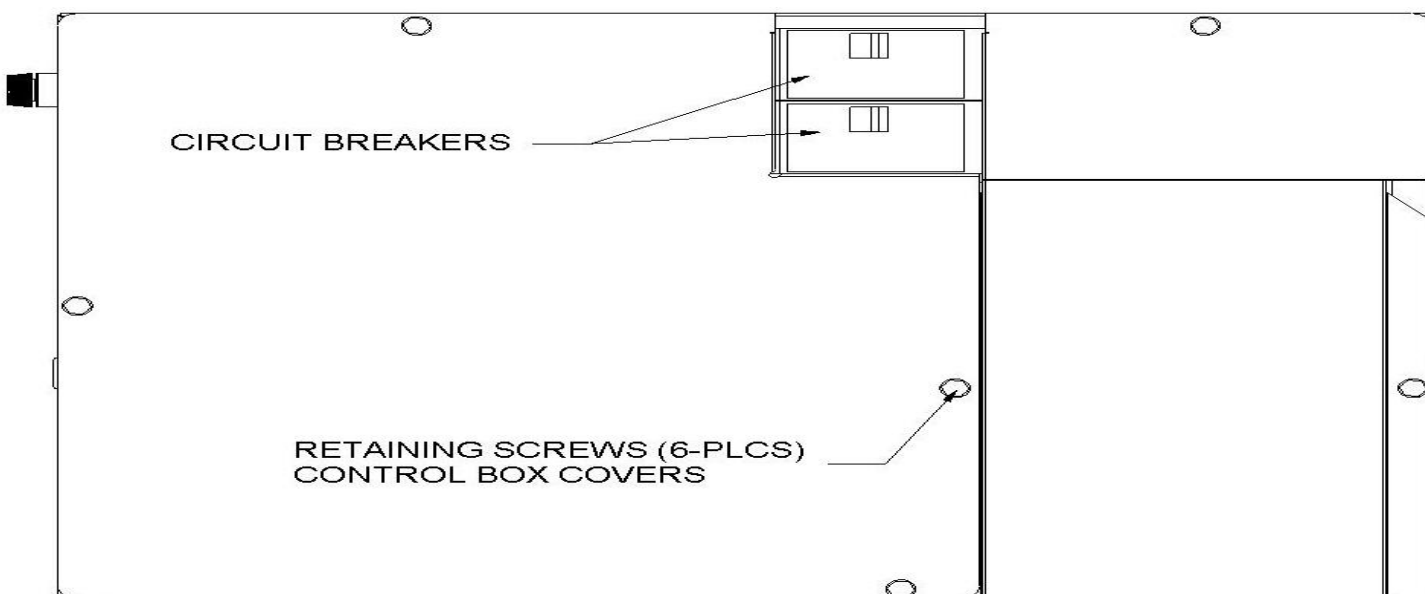 CIRCUIT BREAKERS
RETAINING SCREWS (6-PLCS)
CONTROL BOX COVERS